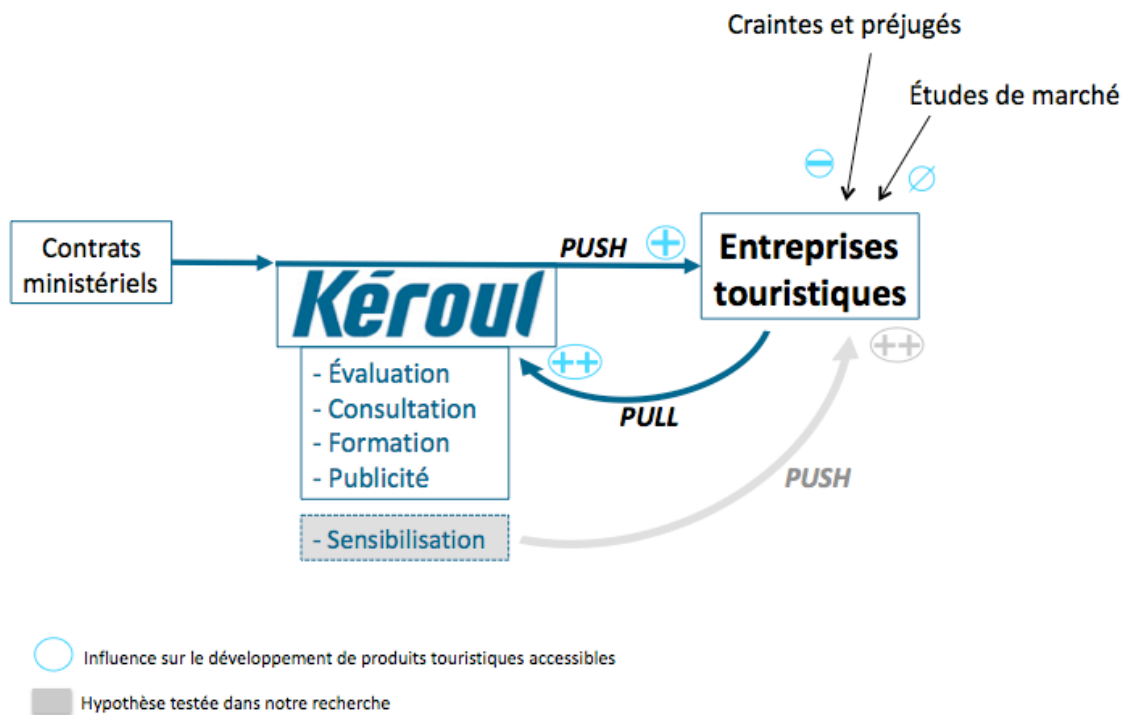 Craintes et préjugés
Études de marché
Contrats
ministériels
PUSH
Entreprises
touristiques
Kéroul
- Évaluation
- Consultation
- Formation
- Publicité
PULL
PUSH
- Sensibilisation
Influence sur le développement de produits touristiques accessibles
Hypothèse testée dans notre recherche